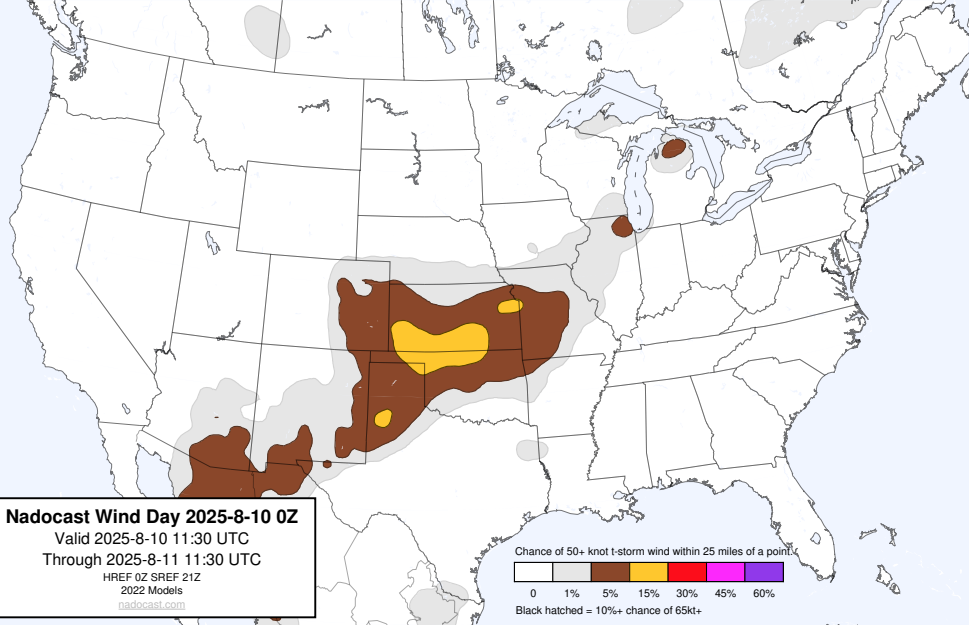 Nadocast Wind Day 2025-8-10 0Z
Valid 2025-8-10 11:30 UTC
Through 2025-8-11 11:30 UTC
HREF 0Z SREF 21Z
2022 Models
nadocast.com
Chance of 50+ knot t-storm wind within 25 miles of a point.
0 1% 5% 15% 30% 45% 60%
Black hatched = 10%+ chance of 65kt+